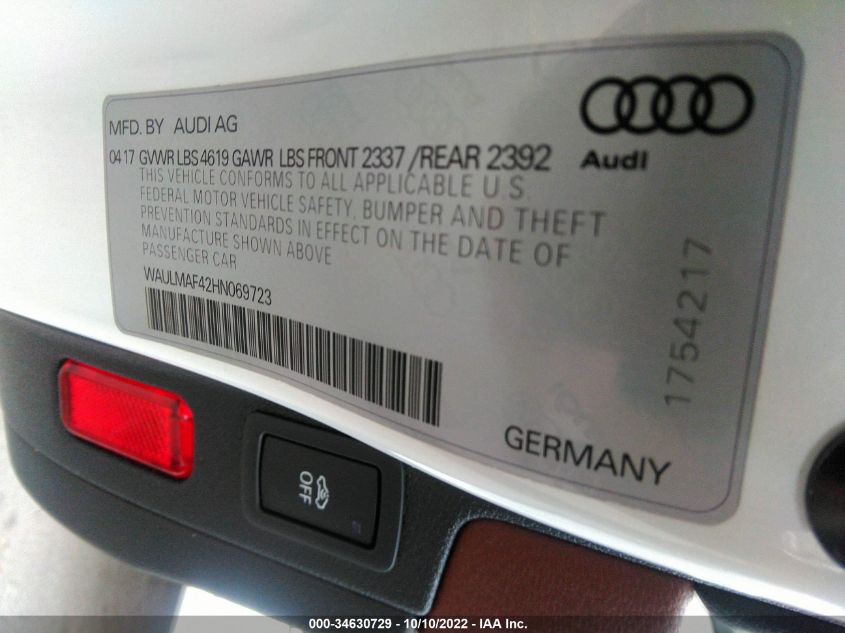 MFD. BY AUDI AG
04 17 GVWR LBS 4619 GAWR LBS FRONT 2337 /REAR 2392
THIS VEHICLE CONFORMS TO ALL APPLICABLE U.S.
FEDERAL MOTOR VEHICLE SAFETY, BUMPER AND THEFT
PREVENTION STANDARDS IN EFFECT ON THE DATE OF
MANUFACTURE SHOWN ABOVE
PASSENGER CAR
WAULMAF42HN069723
Audi
1754217
GERMANY
OFF
000-34630729 - 10/10/2022 - IAA Inc.